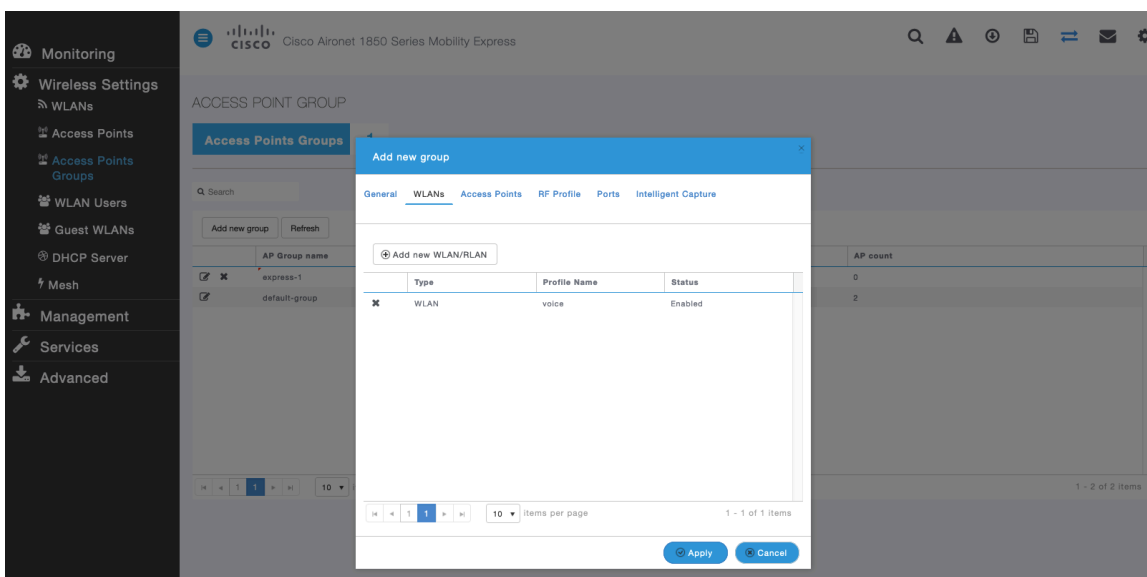 CISCO Cisco Aironet 1850 Series Mobility Express
Monitoring
Wireless Settings
WLANs
Access Points
Access Points
Groups
WLAN Users
Guest WLANs
DHCP Server
Mesh
Management
Services
Advanced
ACCESS POINT GROUP
Access Points Groups
Search
Add new group Refresh
AP Group name AP count
express-1 0
default-group 2
1 1 10
1 - 2 of 2 items
Add new group
General WLANs Access Points RF Profile Ports Intelligent Capture
Add new WLAN/RLAN
Type Profile Name Status
WLAN voice Enabled
1 1 10 items per page 1 - 1 of 1 items
Apply Cancel